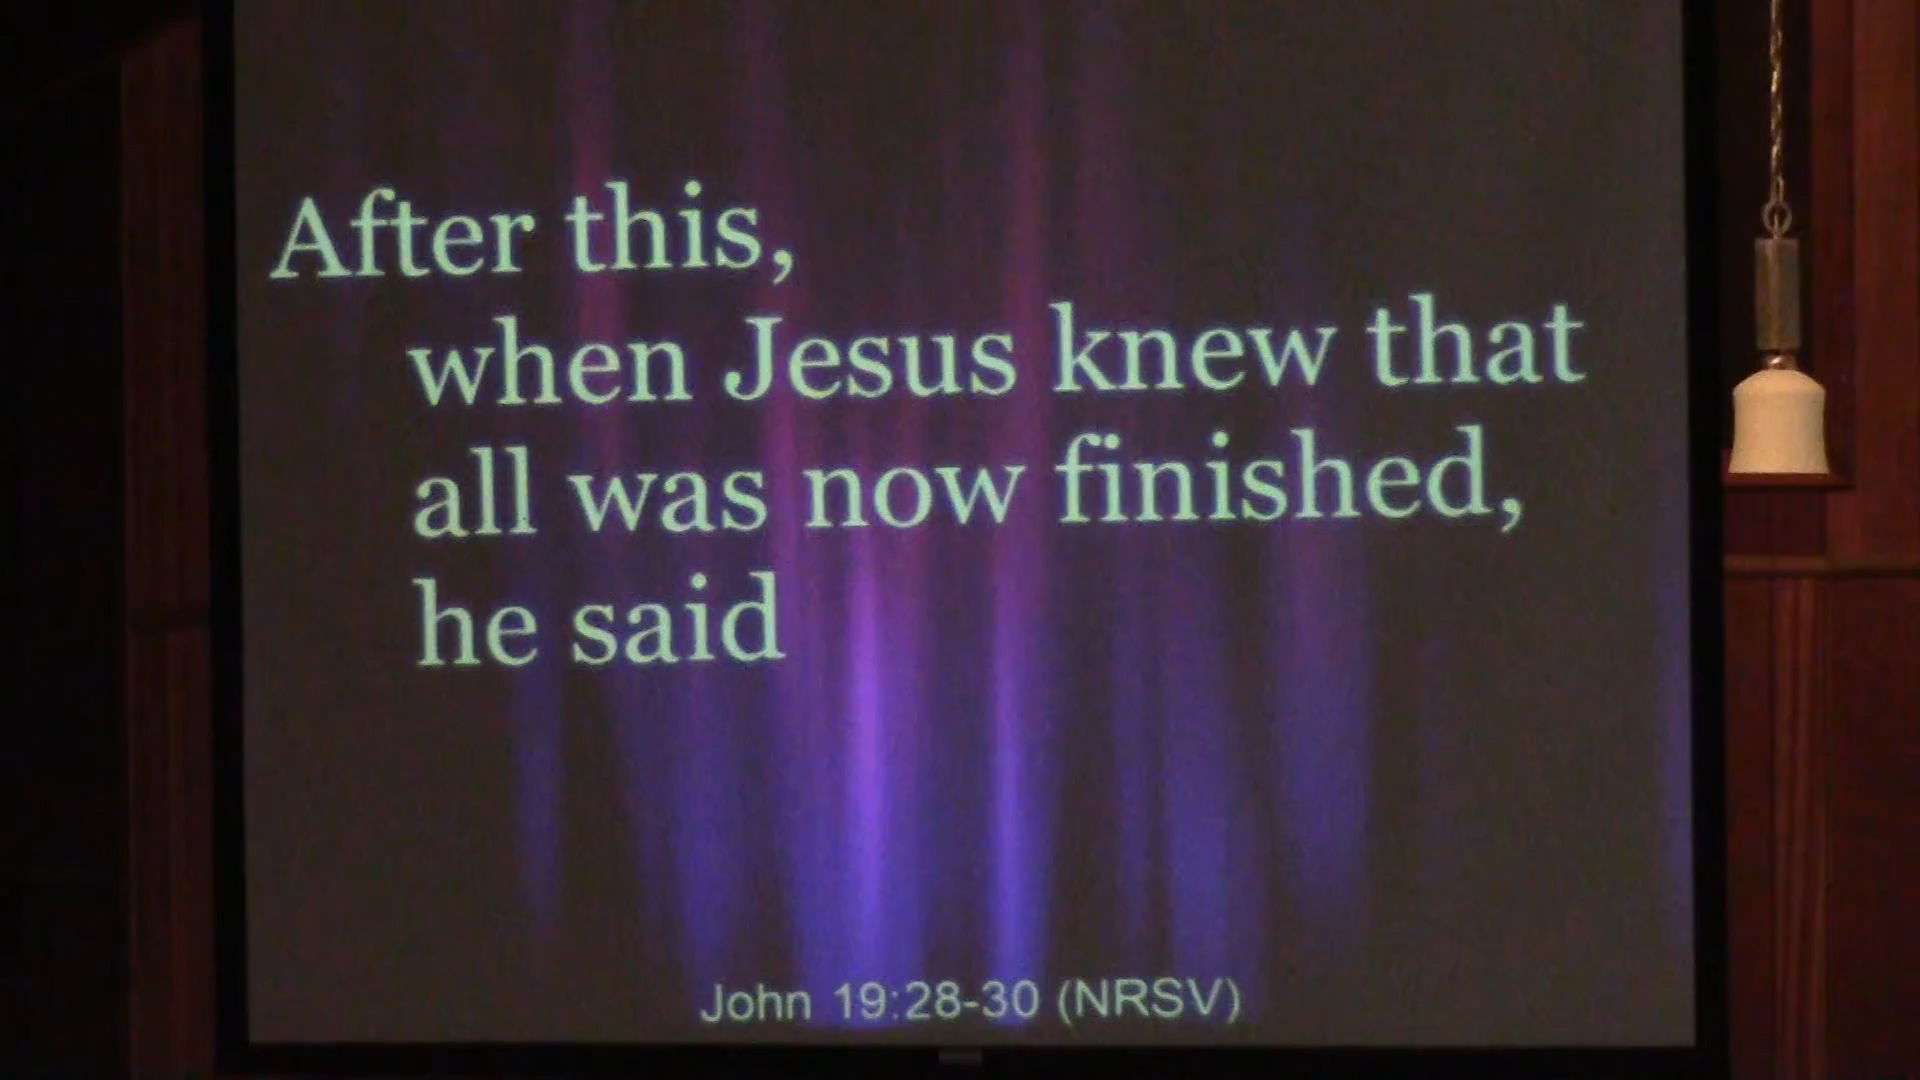 After this,
when Jesus knew that
all was now finished,
he said
John 19:28-30 (NRSV)